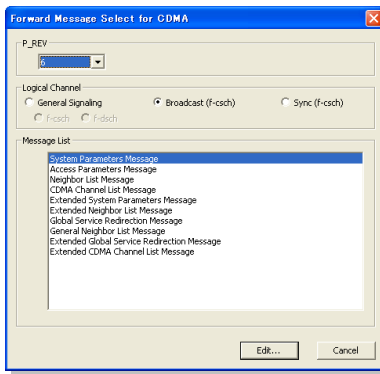 Forward Message Select for CDMA
P_REV
6
Logical Channel
General Signaling Broadcast (f-csch) Sync (f-csch)
f-csch f-dsch
Message List
System Parameters Message
Access Parameters Message
Neighbor List Message
CDMA Channel List Message
Extended System Parameters Message
Extended Neighbor List Message
Global Service Redirection Message
General Neighbor List Message
Extended Global Service Redirection Message
Extended CDMA Channel List Message
Edit... Cancel